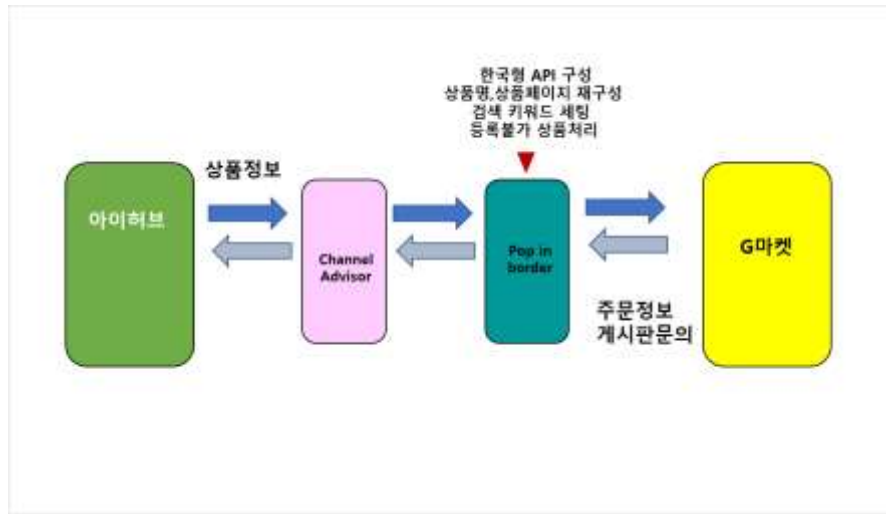 한국형 API 구성
상품명,상품페이지 재구성
검색 키워드 세팅
등록불가 상품처리
상품정보
아이허브
Channel
Advisor
Pop in
border
G마켓
주문정보
게시판문의